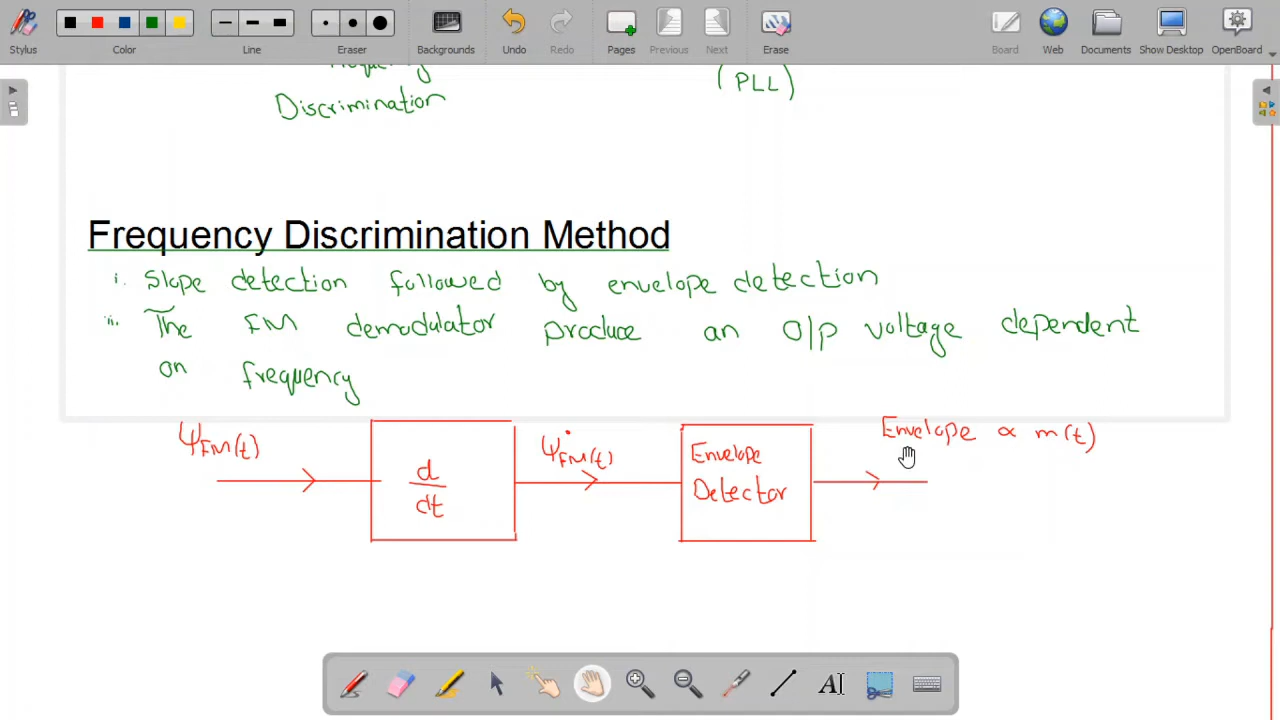 Stylus Color Line Eraser Backgrounds Undo Redo Pages Previous Next Erase Board Web Documents Show Desktop OpenBoard
Discrimination
(PLL)
Frequency Discrimination Method
i. Slope detection followed by envelope detection
ii. The FM demodulator produce an O/p voltage dependent
on frequency
ψFM(t)
d/dt
ψ̇FM(t)
Envelope
Detector
Envelope ∝ m(t)